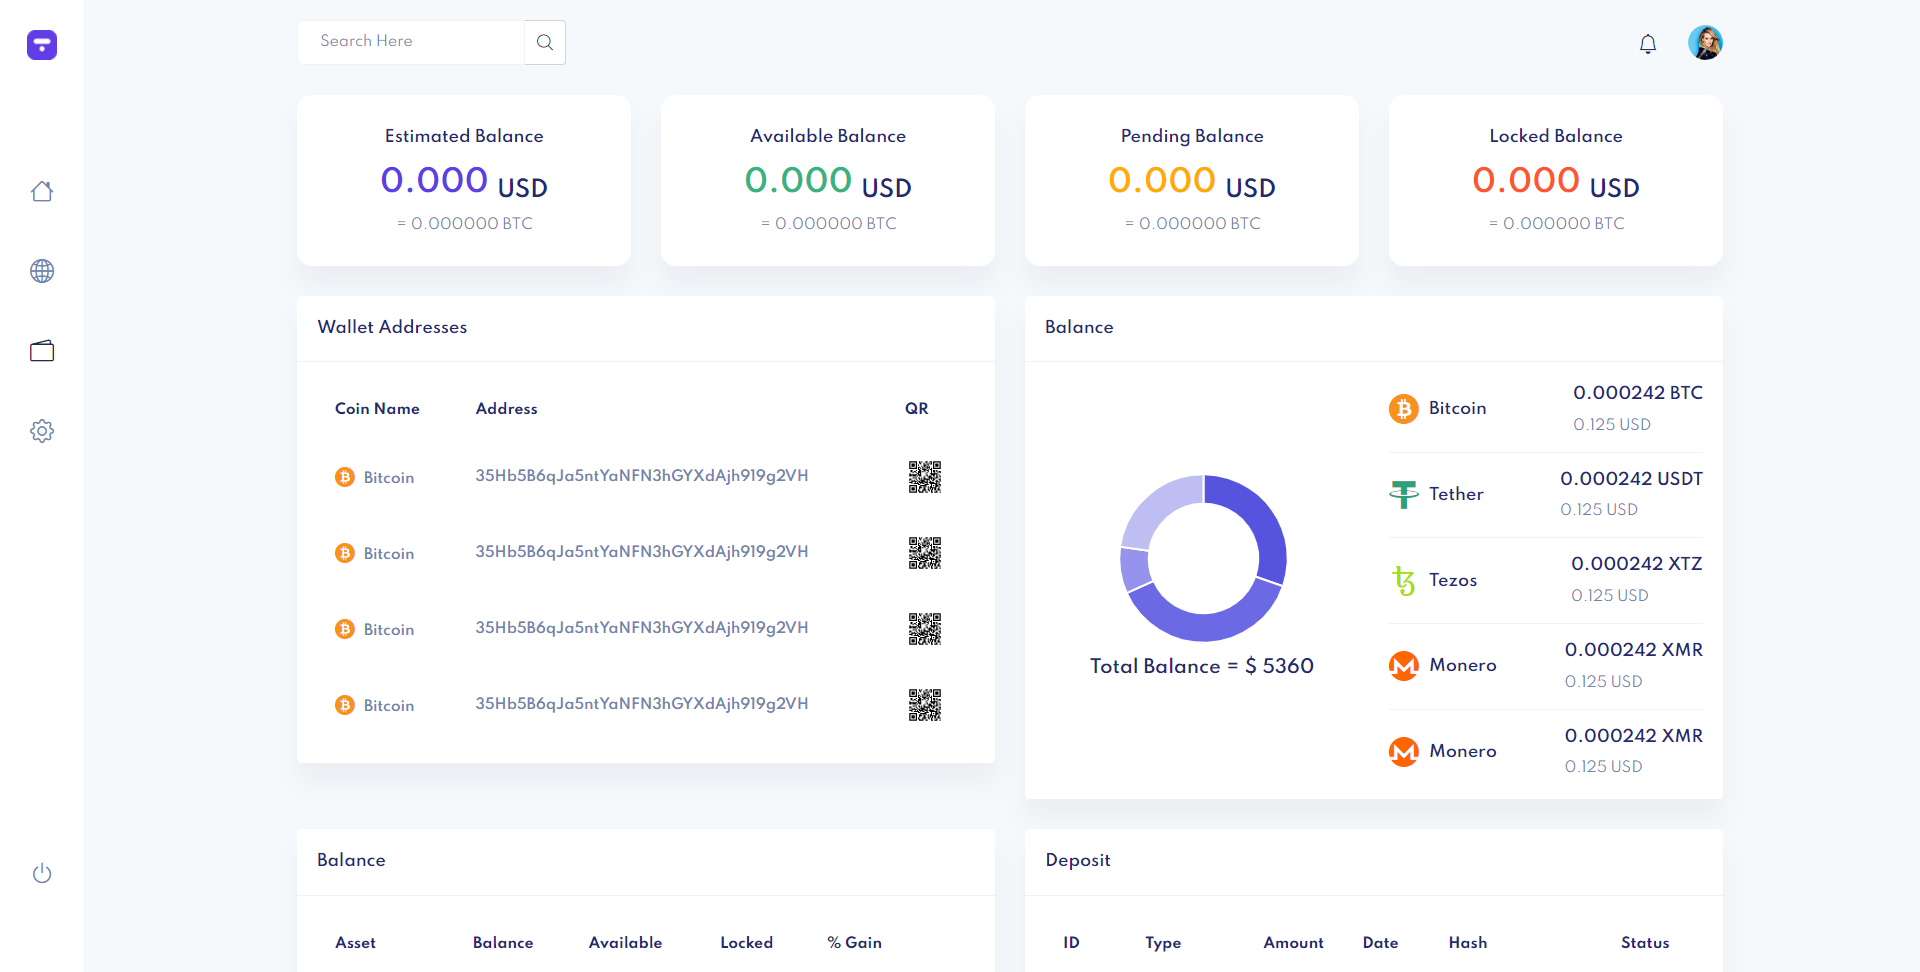 Search Here
Estimated Balance
0.000 USD
= 0.000000 BTC
Available Balance
0.000 USD
= 0.000000 BTC
Pending Balance
0.000 USD
= 0.000000 BTC
Locked Balance
0.000 USD
= 0.000000 BTC
Wallet Addresses
Coin Name Address QR
Bitcoin 35Hb5B6qJa5ntYaNFN3hGYXdAjh919g2VH
Bitcoin 35Hb5B6qJa5ntYaNFN3hGYXdAjh919g2VH
Bitcoin 35Hb5B6qJa5ntYaNFN3hGYXdAjh919g2VH
Bitcoin 35Hb5B6qJa5ntYaNFN3hGYXdAjh919g2VH
Balance
Total Balance = $ 5360
Bitcoin 0.000242 BTC
0.125 USD
Tether 0.000242 USDT
0.125 USD
Tezos 0.000242 XTZ
0.125 USD
Monero 0.000242 XMR
0.125 USD
Monero 0.000242 XMR
0.125 USD
Balance
Asset Balance Available Locked % Gain
Deposit
ID Type Amount Date Hash Status